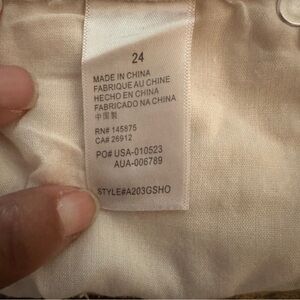 24
MADE IN CHINA
FABRIQUE AU CHINE
HECHO EN CHINA
FABRICADO NA CHINA
中国製
RN# 145875
CA# 26912
PO# USA-010523
AUA-006789
STYLE#A203GSHO